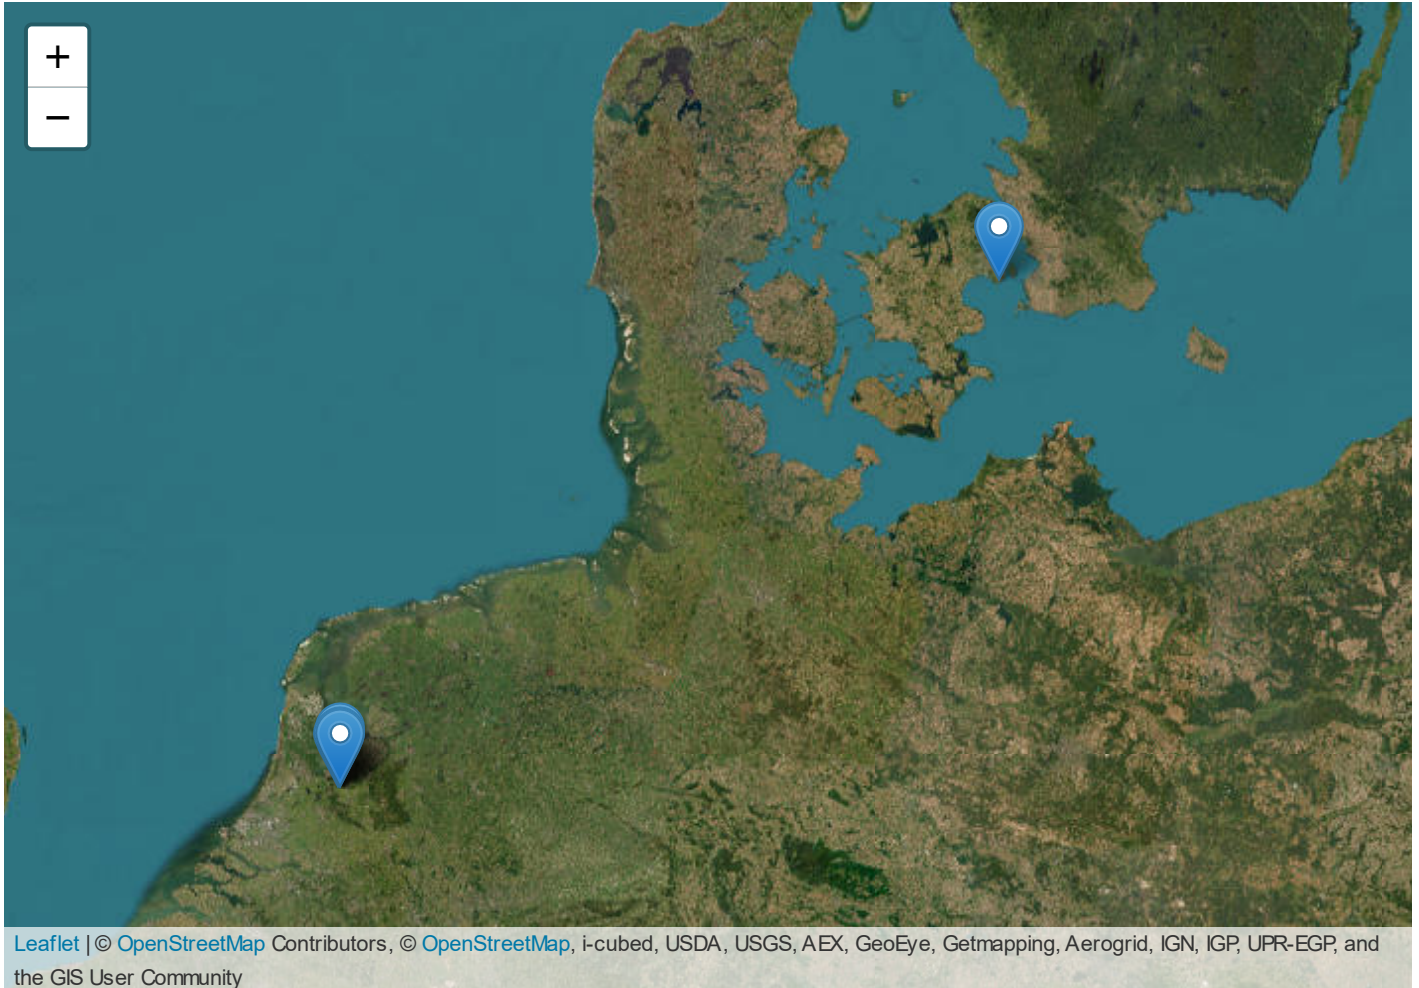 +
−
Leaflet | © OpenStreetMap Contributors, © OpenStreetMap, i-cubed, USDA, USGS, AEX, GeoEye, Getmapping, Aerogrid, IGN, IGP, UPR-EGP, and
the GIS User Community